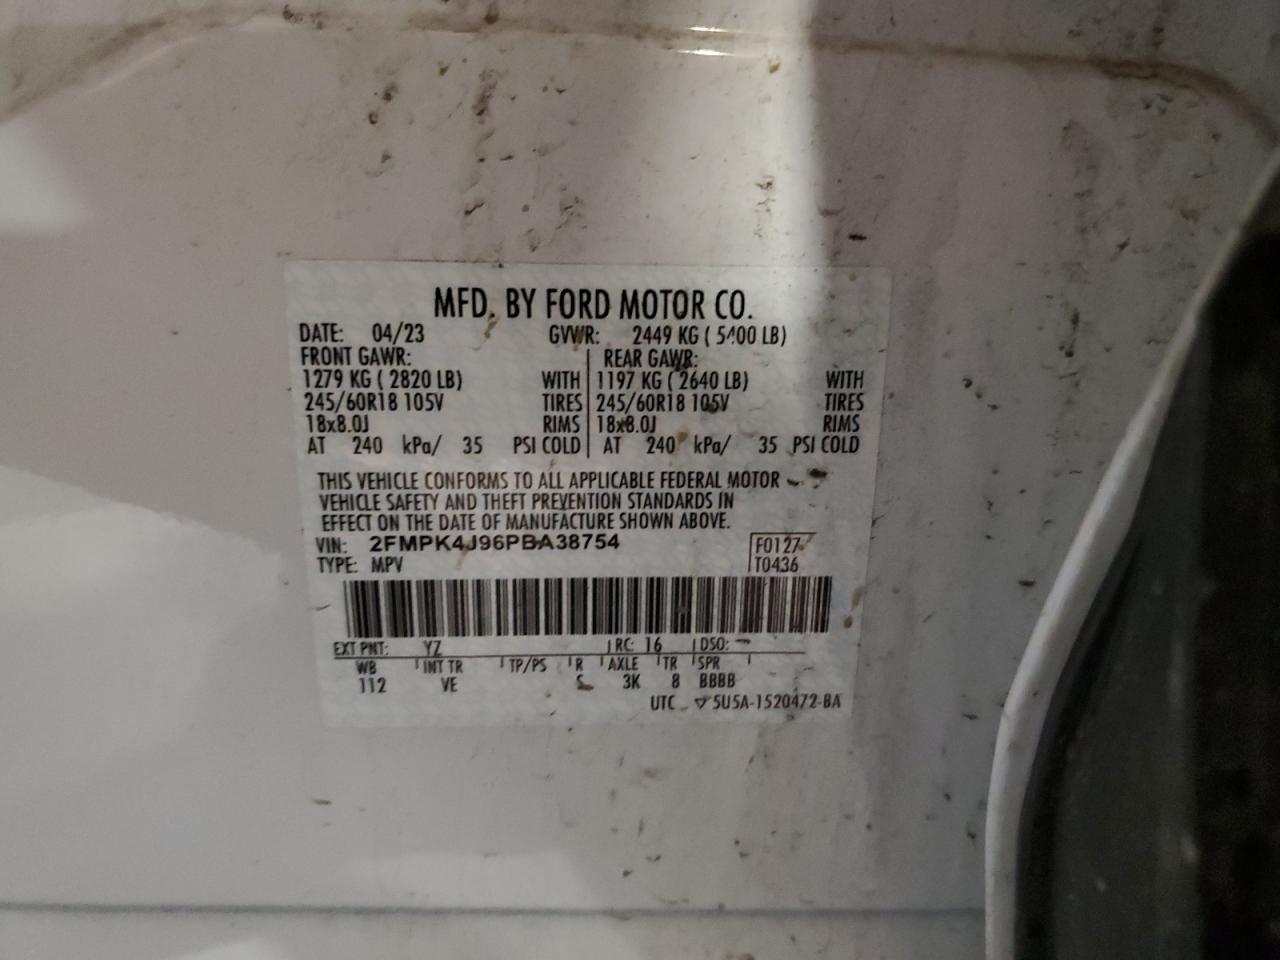 MFD. BY FORD MOTOR CO.
DATE: 04/23 GVWR: 2449 KG ( 5400 LB)
FRONT GAWR: REAR GAWR:
1279 KG ( 2820 LB) WITH 1197 KG ( 2640 LB) WITH
245/60R18 105V TIRES 245/60R18 105V TIRES
18x8.0J RIMS 18x8.0J RIMS
AT 240 kPa/ 35 PSI COLD AT 240 kPa/ 35 PSI COLD
THIS VEHICLE CONFORMS TO ALL APPLICABLE FEDERAL MOTOR
VEHICLE SAFETY AND THEFT PREVENTION STANDARDS IN
EFFECT ON THE DATE OF MANUFACTURE SHOWN ABOVE.
VIN: 2FMPK4J96PBA38754 F0127
TYPE: MPV T0436
EXT PNT: YZ RC: 16 DSO:
WB INT TR TP/PS R AXLE TR SPR
112 VE S 3K 8 BBBB
UTC ▽5U5A-1520472-BA